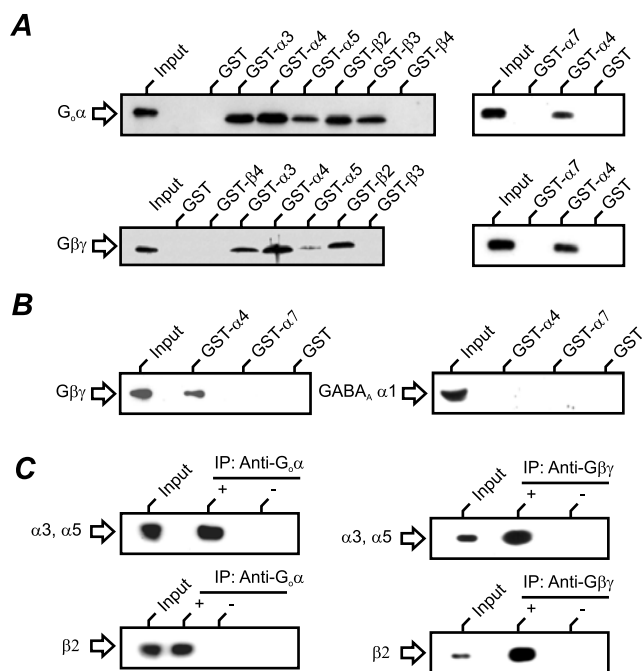 A
Input GST GST-α3 GST-α4 GST-α5 GST-β2 GST-β3 GST-β4
Input GST-α7 GST-α4 GST
Gₒα
Input GST GST-β4 GST-α3 GST-α4 GST-α5 GST-β2 GST-β3
Input GST-α7 GST-α4 GST
Gβγ
B
Input GST-α4 GST-α7 GST
Input GST-α4 GST-α7 GST
Gβγ
GABA_A α1
C
Input IP: Anti-Gₒα
+ -
Input IP: Anti-Gβγ
+ -
α3, α5
α3, α5
Input IP: Anti-Gₒα
+ -
Input IP: Anti-Gβγ
+ -
β2
β2